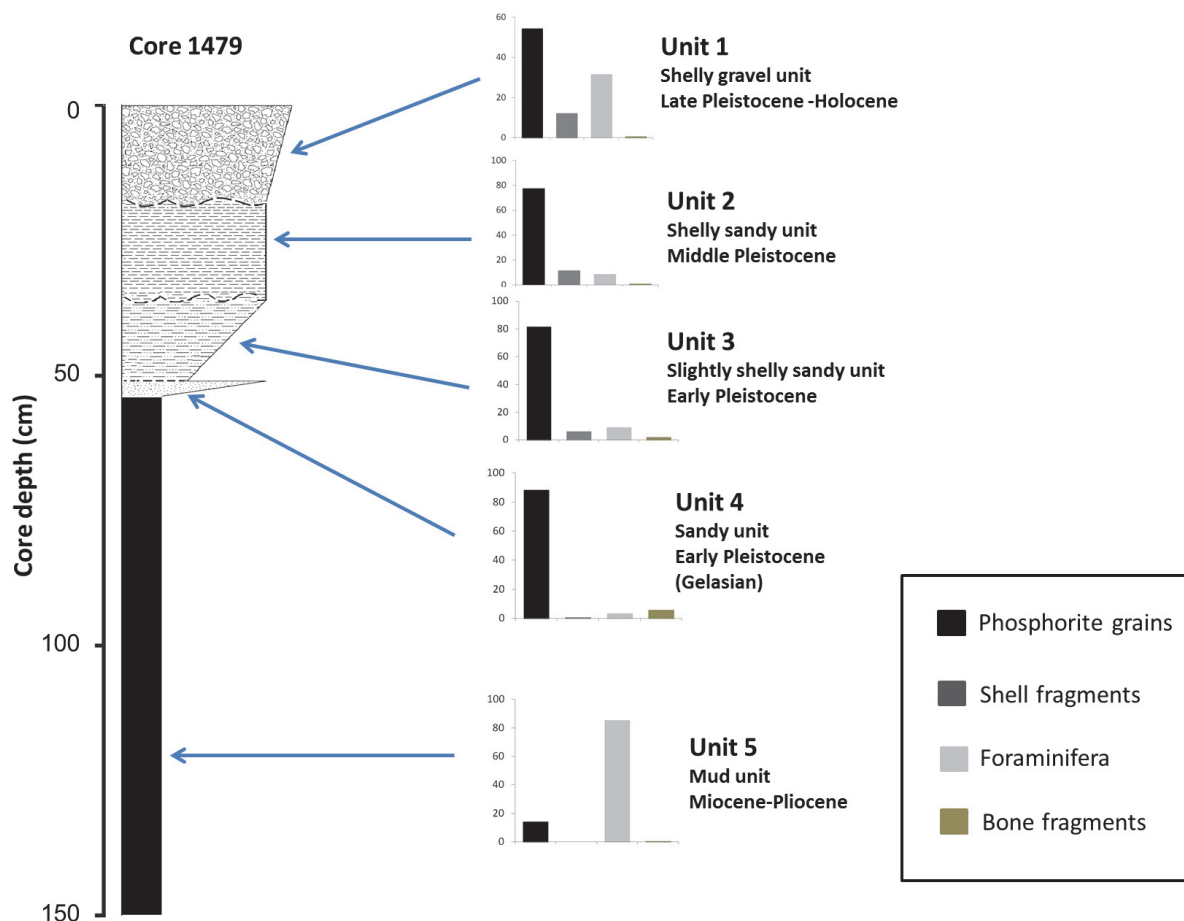 Core 1479
0
50
100
150
Core depth (cm)
60
50
40
30
20
10
0
Unit 1
Shelly gravel unit
Late Pleistocene -Holocene
100
80
60
40
20
0
Unit 2
Shelly sandy unit
Middle Pleistocene
100
80
60
40
20
0
Unit 3
Slightly shelly sandy unit
Early Pleistocene
100
80
60
40
20
0
Unit 4
Sandy unit
Early Pleistocene
(Gelasian)
100
80
60
40
20
0
Unit 5
Mud unit
Miocene-Pliocene
Phosphorite grains
Shell fragments
Foraminifera
Bone fragments